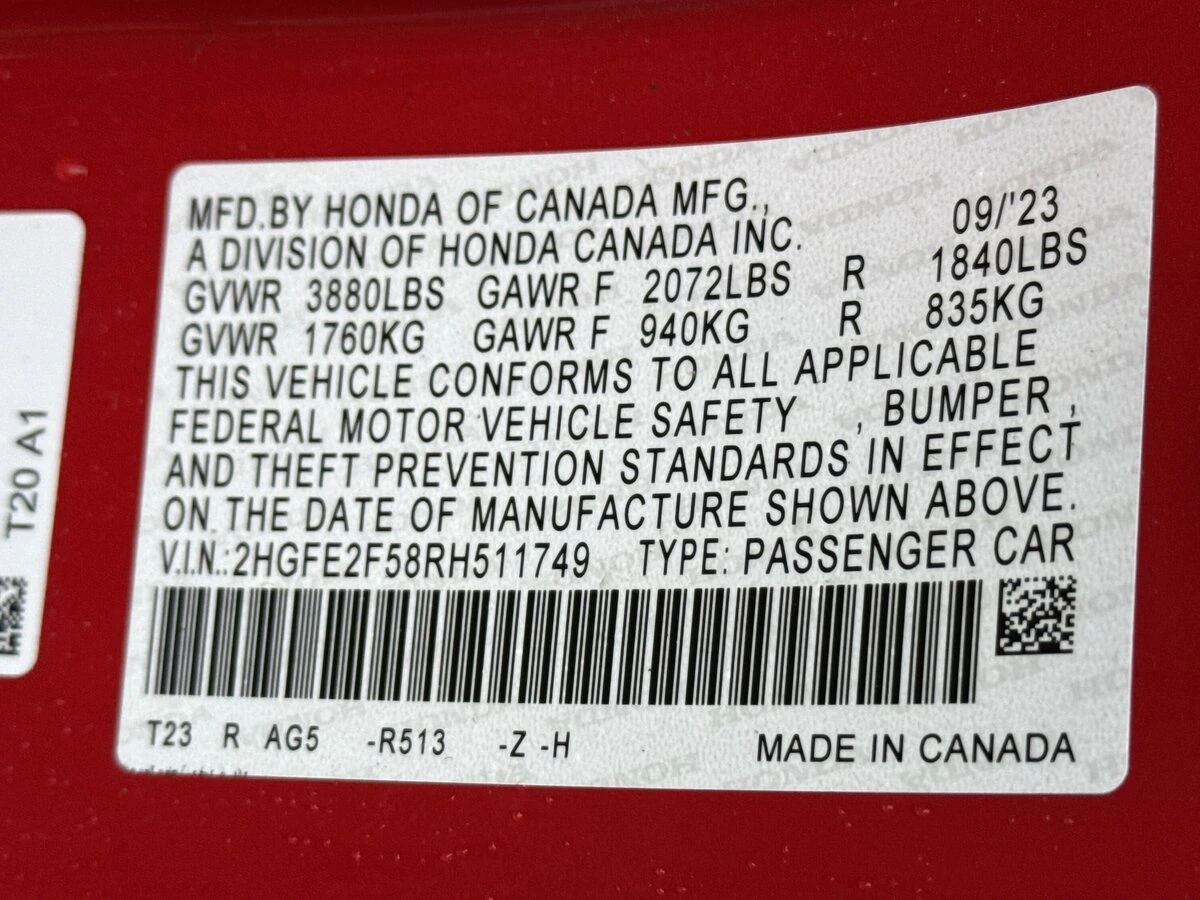 MFD.BY HONDA OF CANADA MFG.,
A DIVISION OF HONDA CANADA INC. 09/'23
GVWR 3880LBS GAWR F 2072LBS R 1840LBS
GVWR 1760KG GAWR F 940KG R 835KG
THIS VEHICLE CONFORMS TO ALL APPLICABLE
FEDERAL MOTOR VEHICLE SAFETY , BUMPER ,
AND THEFT PREVENTION STANDARDS IN EFFECT
ON THE DATE OF MANUFACTURE SHOWN ABOVE.
V.I.N.:2HGFE2F58RH511749 TYPE: PASSENGER CAR
T23 R AG5 -R513 -Z -H MADE IN CANADA
T20 A1